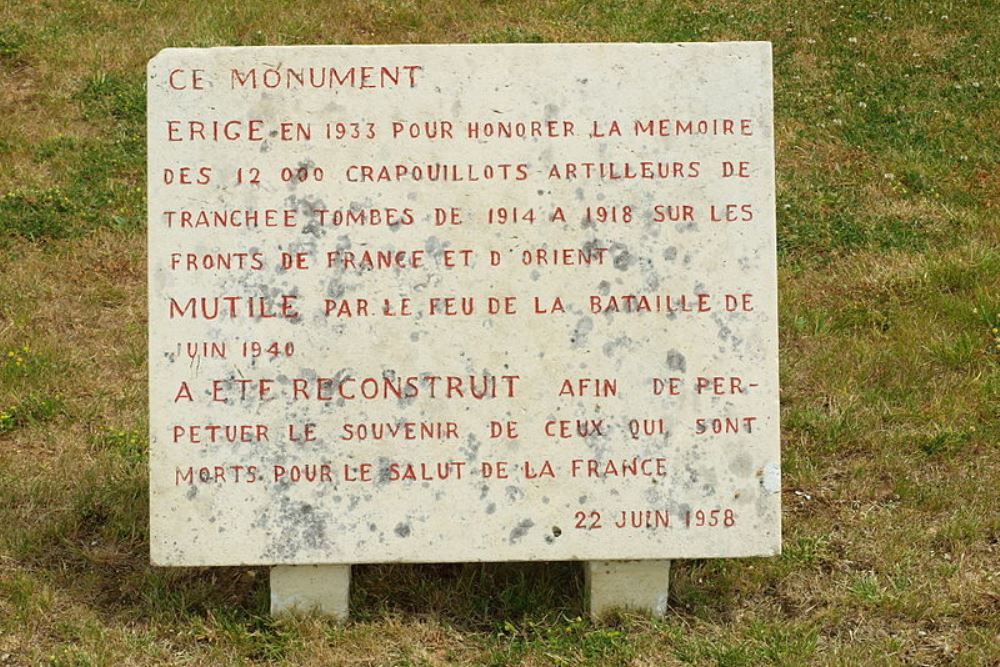 CE MONUMENT
ERIGE EN 1933 POUR HONORER LA MEMOIRE
DES 12 000 CRAPOUILLOTS ARTILLEURS DE
TRANCHEE TOMBES DE 1914 A 1918 SUR LES
FRONTS DE FRANCE ET D'ORIENT
MUTILE PAR LE FEU DE LA BATAILLE DE
JUIN 1940
A ETE RECONSTRUIT AFIN DE PER-
PETUER LE SOUVENIR DE CEUX QUI SONT
MORTS POUR LE SALUT DE LA FRANCE
22 JUIN 1958